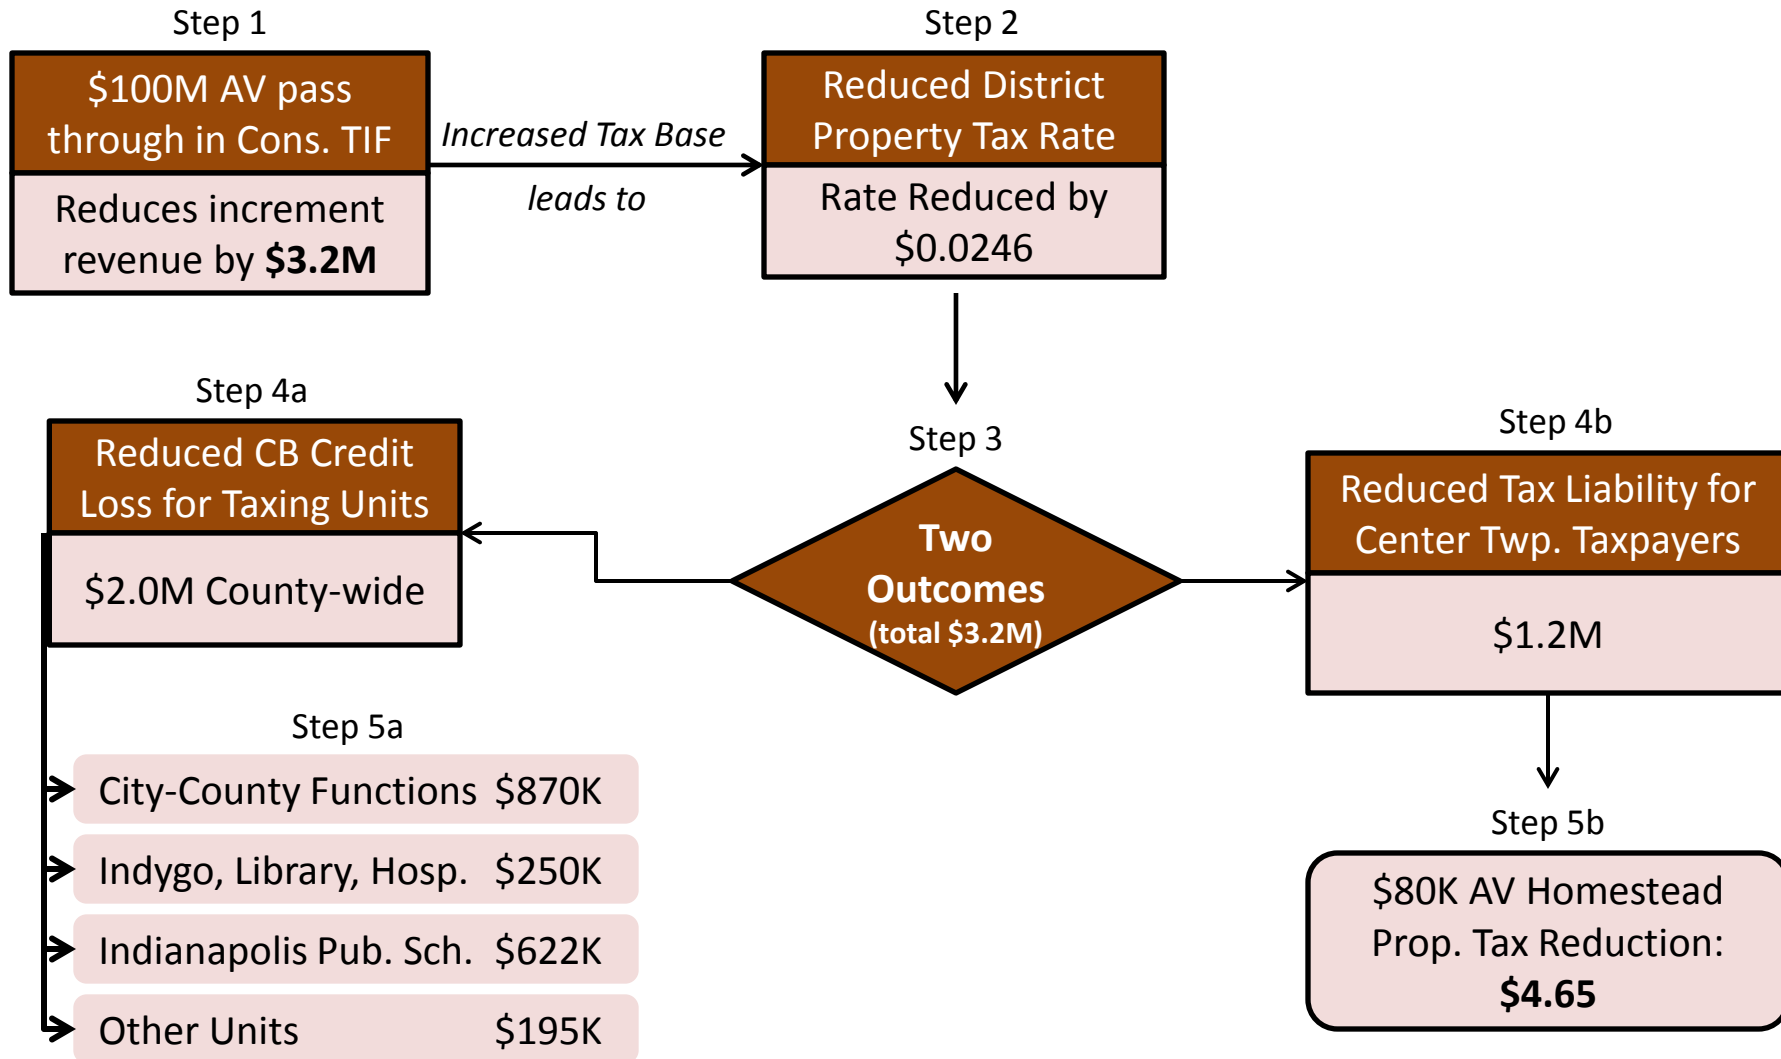 Step 1
$100M AV pass
through in Cons. TIF
Reduces increment
revenue by $3.2M
Increased Tax Base
leads to
Step 2
Reduced District
Property Tax Rate
Rate Reduced by
$0.0246
Step 3
Two
Outcomes
(total $3.2M)
Step 4a
Reduced CB Credit
Loss for Taxing Units
$2.0M County-wide
Step 4b
Reduced Tax Liability for
Center Twp. Taxpayers
$1.2M
Step 5a
City-County Functions $870K
Indygo, Library, Hosp. $250K
Indianapolis Pub. Sch. $622K
Other Units $195K
Step 5b
$80K AV Homestead
Prop. Tax Reduction:
$4.65